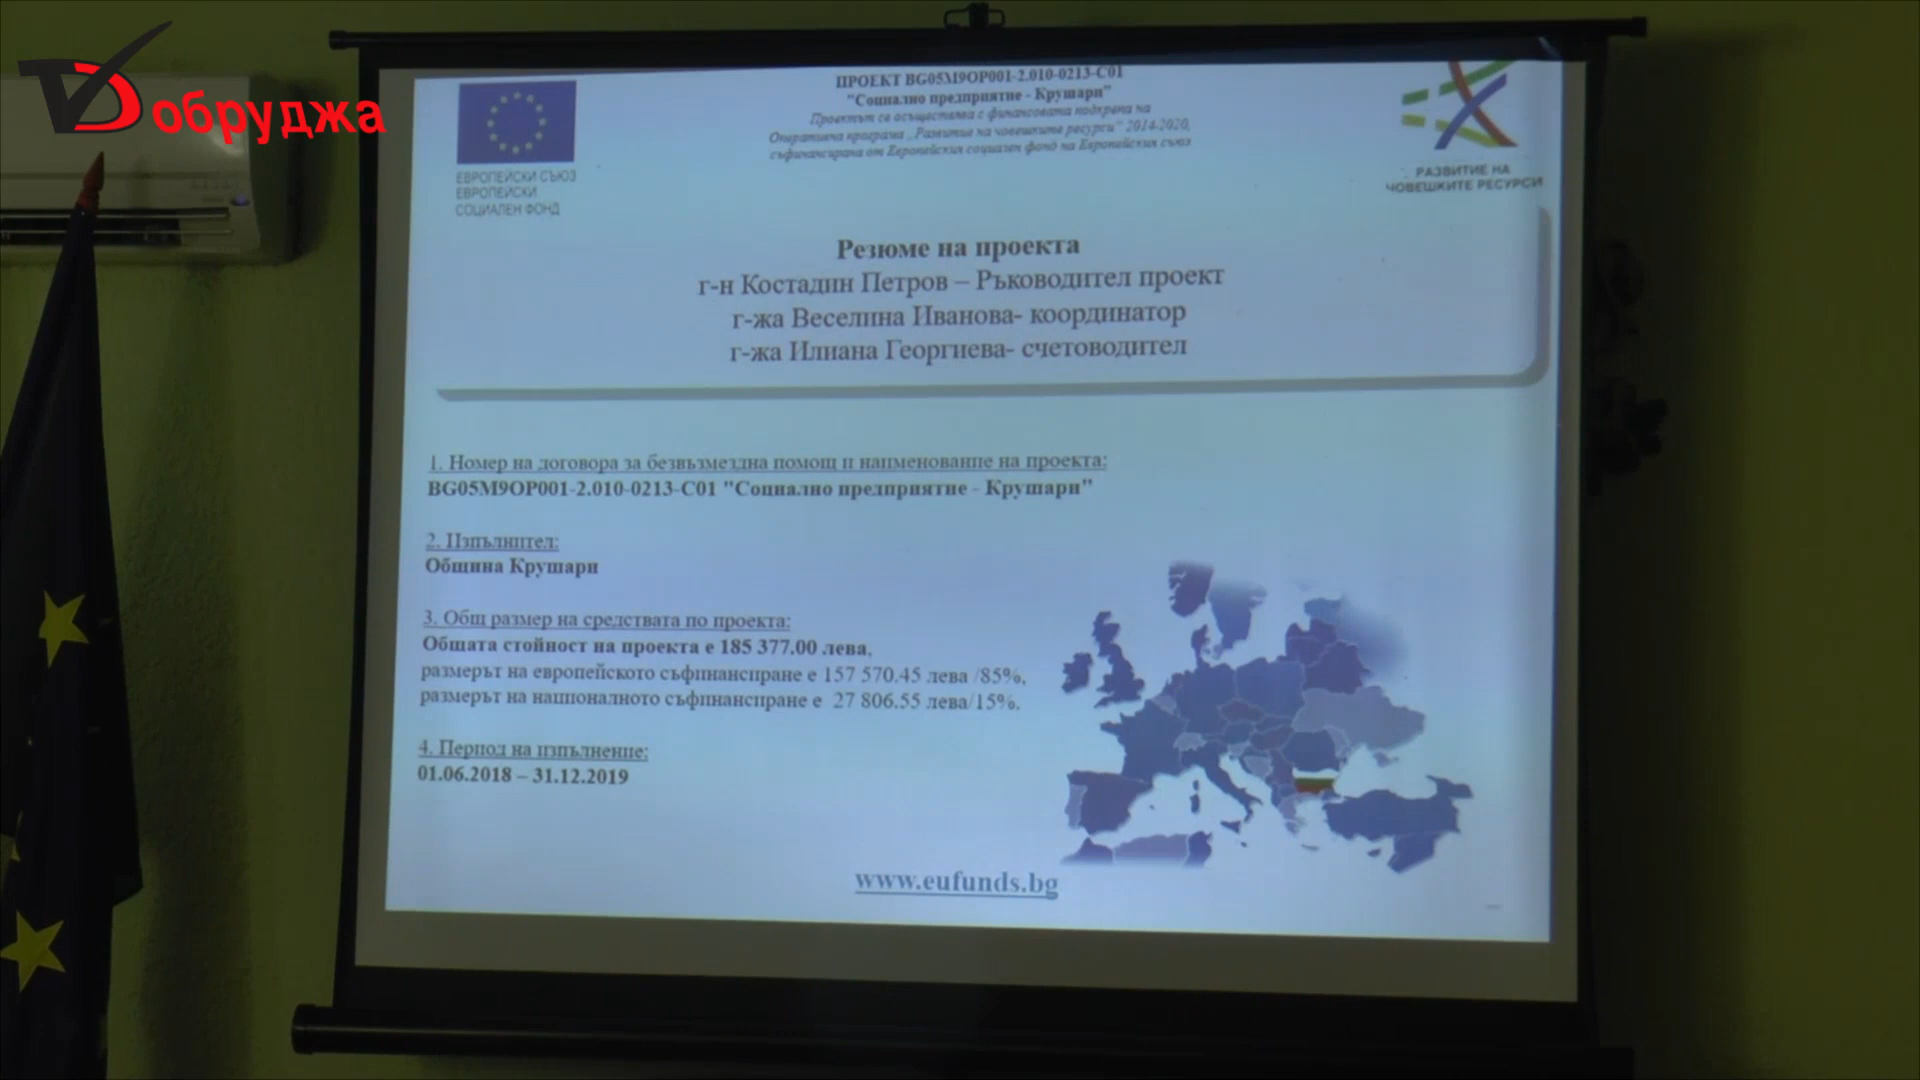 TV Добруджа
ПРОЕКТ BG05M9OP001-2.010-0213-C01
"Социално предприятие - Крушари"
Проектът се осъществява с финансовата подкрепа на
Оперативна програма „Развитие на човешките ресурси" 2014-2020,
съфинансирана от Европейския социален фонд на Европейския съюз
ЕВРОПЕЙСКИ СЪЮЗ
ЕВРОПЕЙСКИ
СОЦИАЛЕН ФОНД
РАЗВИТИЕ НА
ЧОВЕШКИТЕ РЕСУРСИ
Резюме на проекта
г-н Костадин Петров – Ръководител проект
г-жа Веселина Иванова- координатор
г-жа Илиана Георгиева- счетоводител
1. Номер на договора за безвъзмездна помощ и наименование на проекта:
BG05M9OP001-2.010-0213-C01 "Социално предприятие - Крушари"
2. Изпълнител:
Община Крушари
3. Общ размер на средствата по проекта:
Общата стойност на проекта е 185 377.00 лева,
размерът на европейското съфинансиране е 157 570.45 лева /85%,
размерът на националното съфинансиране е 27 806.55 лева/15%.
4. Период на изпълнение:
01.06.2018 – 31.12.2019
www.eufunds.bg